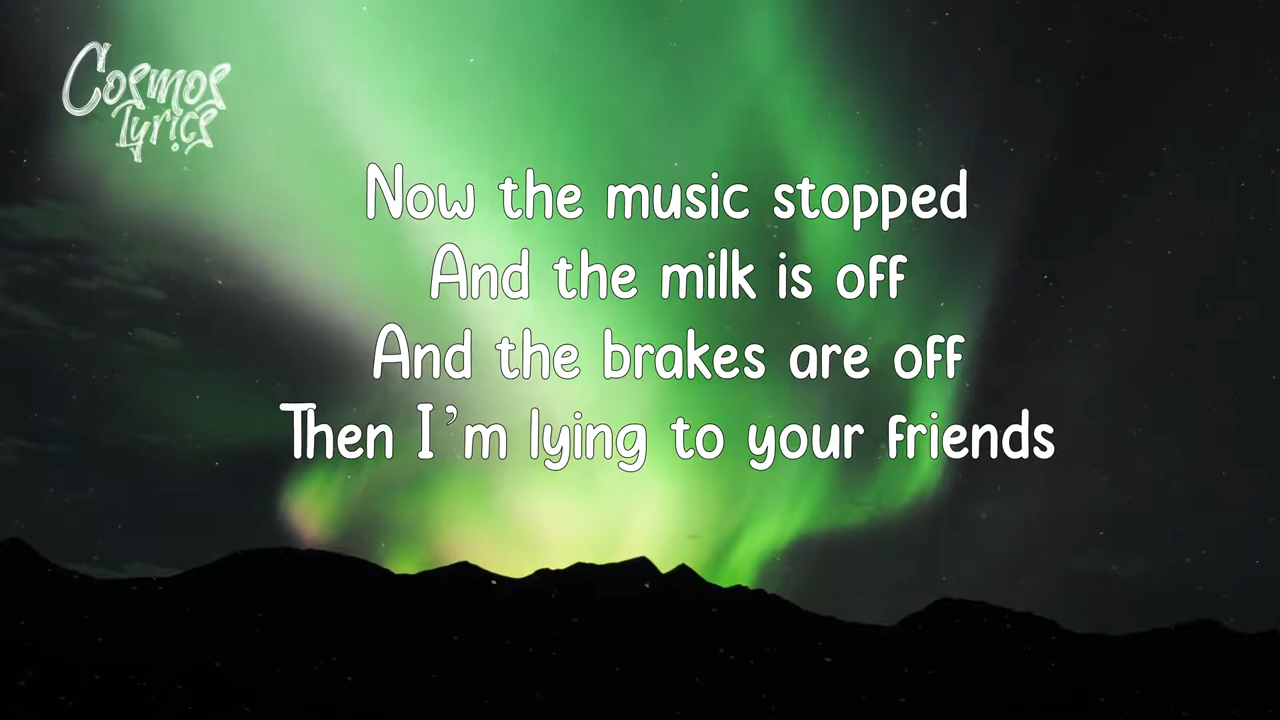 Cosmos
Lyrics
Now the music stopped
And the milk is off
And the brakes are off
Then I'm lying to your friends